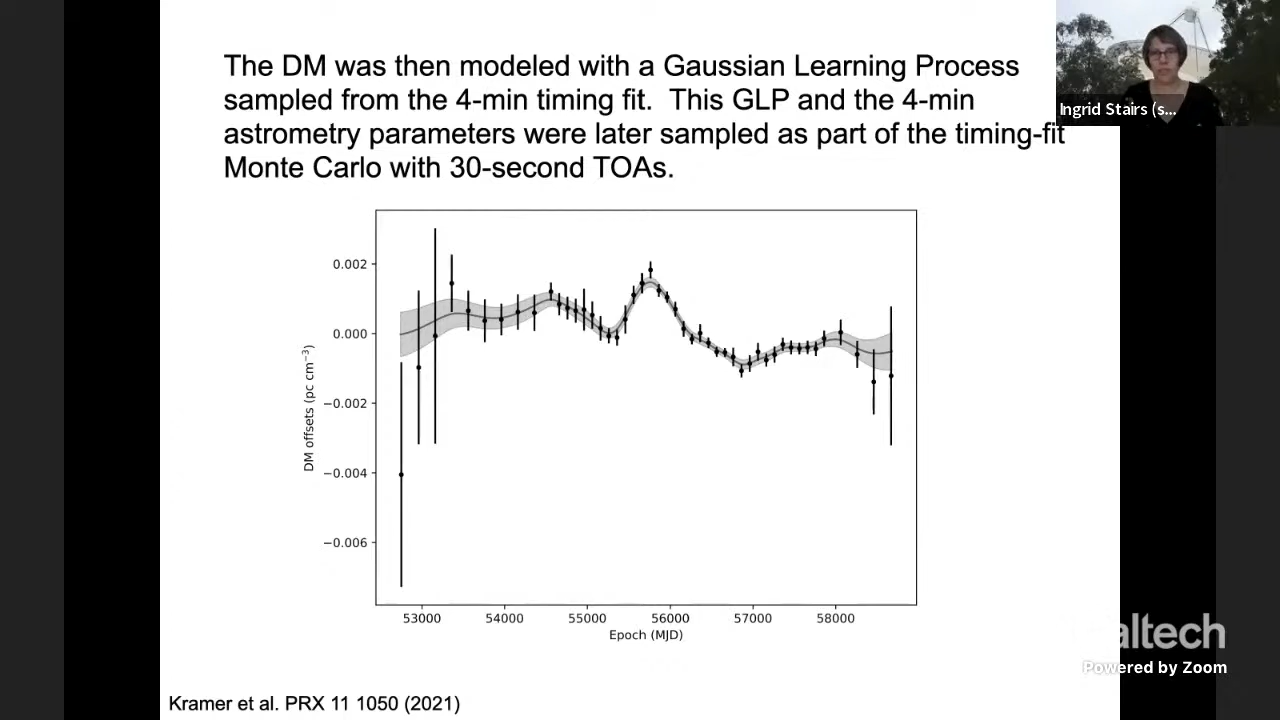 The DM was then modeled with a Gaussian Learning Process
sampled from the 4-min timing fit. This GLP and the 4-min
astrometry parameters were later sampled as part of the timing-fit
Monte Carlo with 30-second TOAs.
Ingrid Stairs (s...
0.002
0.000
−0.002
−0.004
−0.006
DM offsets (pc cm⁻³)
53000 54000 55000 56000 57000 58000
Epoch (MJD)
altech
Powered by Zoom
Kramer et al. PRX 11 1050 (2021)